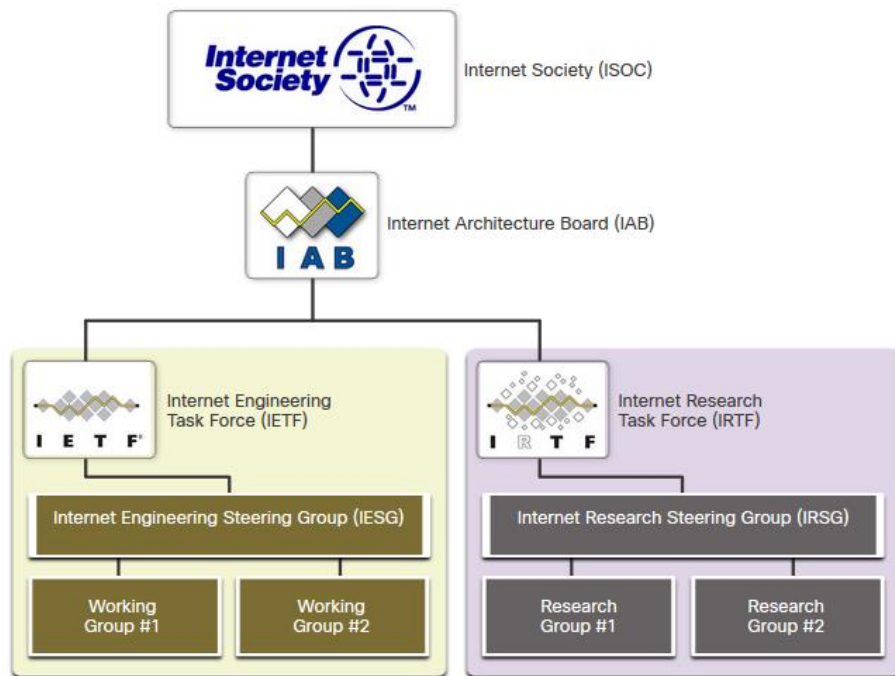 Internet
Society
TM
Internet Society (ISOC)
I A B
Internet Architecture Board (IAB)
I E T F®
Internet Engineering
Task Force (IETF)
I R T F
Internet Research
Task Force (IRTF)
Internet Engineering Steering Group (IESG)
Internet Research Steering Group (IRSG)
Working
Group #1
Working
Group #2
Research
Group #1
Research
Group #2